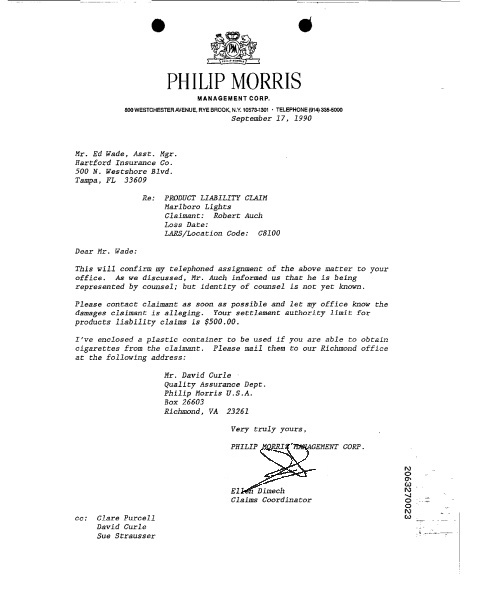 PM
PHILIP MORRIS
MANAGEMENT CORP.
800 WESTCHESTER AVENUE, RYE BROOK, N.Y. 10573-1301 • TELEPHONE (914) 335-5000
September 17, 1990
Mr. Ed Wade, Asst. Mgr.
Hartford Insurance Co.
500 N. Westshore Blvd.
Tampa, FL 33609
Re: PRODUCT LIABILITY CLAIM
Marlboro Lights
Claimant: Robert Auch
Loss Date:
LARS/Location Code: C8100
Dear Mr. Wade:
This will confirm my telephoned assignment of the above matter to your
office. As we discussed, Mr. Auch informed us that he is being
represented by counsel; but identity of counsel is not yet known.
Please contact claimant as soon as possible and let my office know the
damages claimant is alleging. Your settlement authority limit for
products liability claims is $500.00.
I've enclosed a plastic container to be used if you are able to obtain
cigarettes from the claimant. Please mail them to our Richmond office
at the following address:
Mr. David Curle
Quality Assurance Dept.
Philip Morris U.S.A.
Box 26603
Richmond, VA 23261
Very truly yours,
PHILIP MORRIS MANAGEMENT CORP.
Ellen Dimech
Claims Coordinator
cc: Clare Purcell
David Curle
Sue Strausser
2063270023